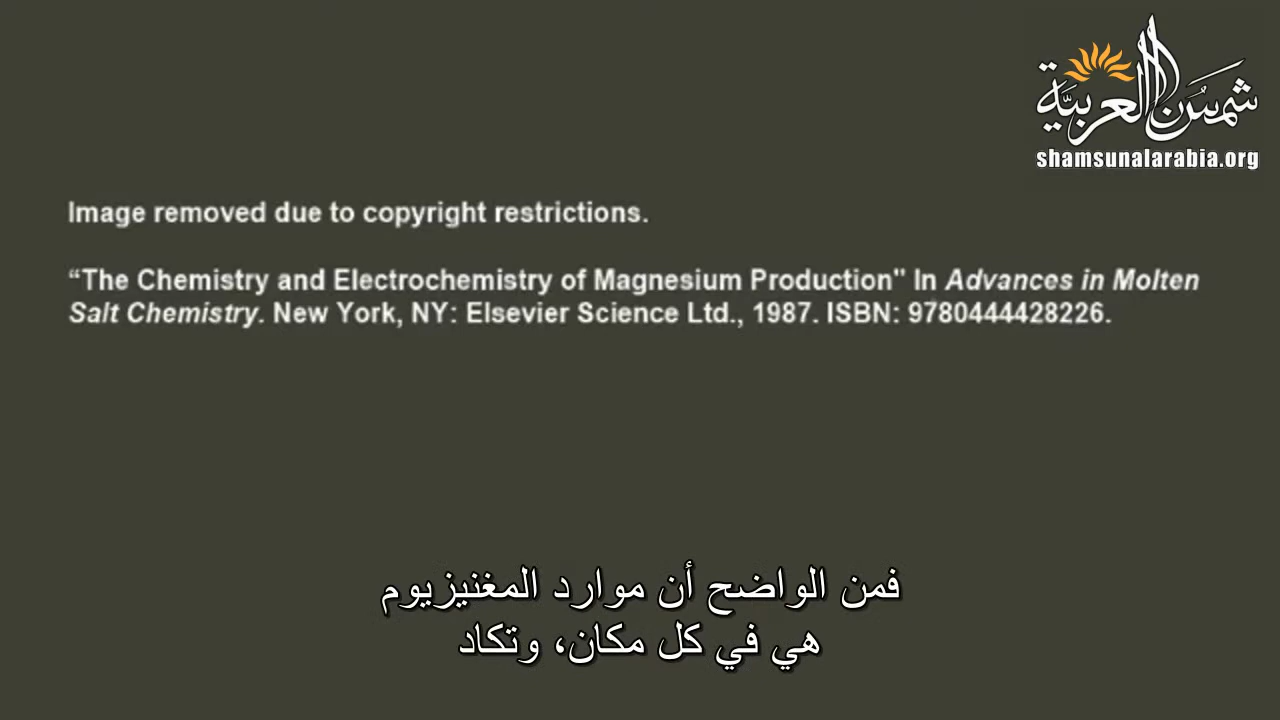 شمس العربية
shamsunalarabia.org
Image removed due to copyright restrictions.
“The Chemistry and Electrochemistry of Magnesium Production" In Advances in Molten
Salt Chemistry. New York, NY: Elsevier Science Ltd., 1987. ISBN: 9780444428226.
فمن الواضح أن موارد المغنيزيوم
هي في كل مكان، وتكاد